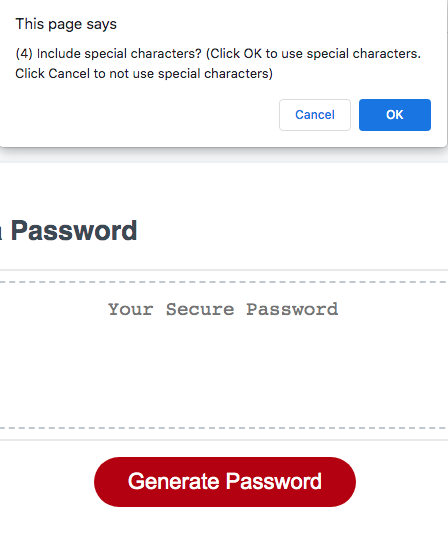 This page says
(4) Include special characters? (Click OK to use special characters.
Click Cancel to not use special characters)
Cancel
OK
Password
Your Secure Password
Generate Password